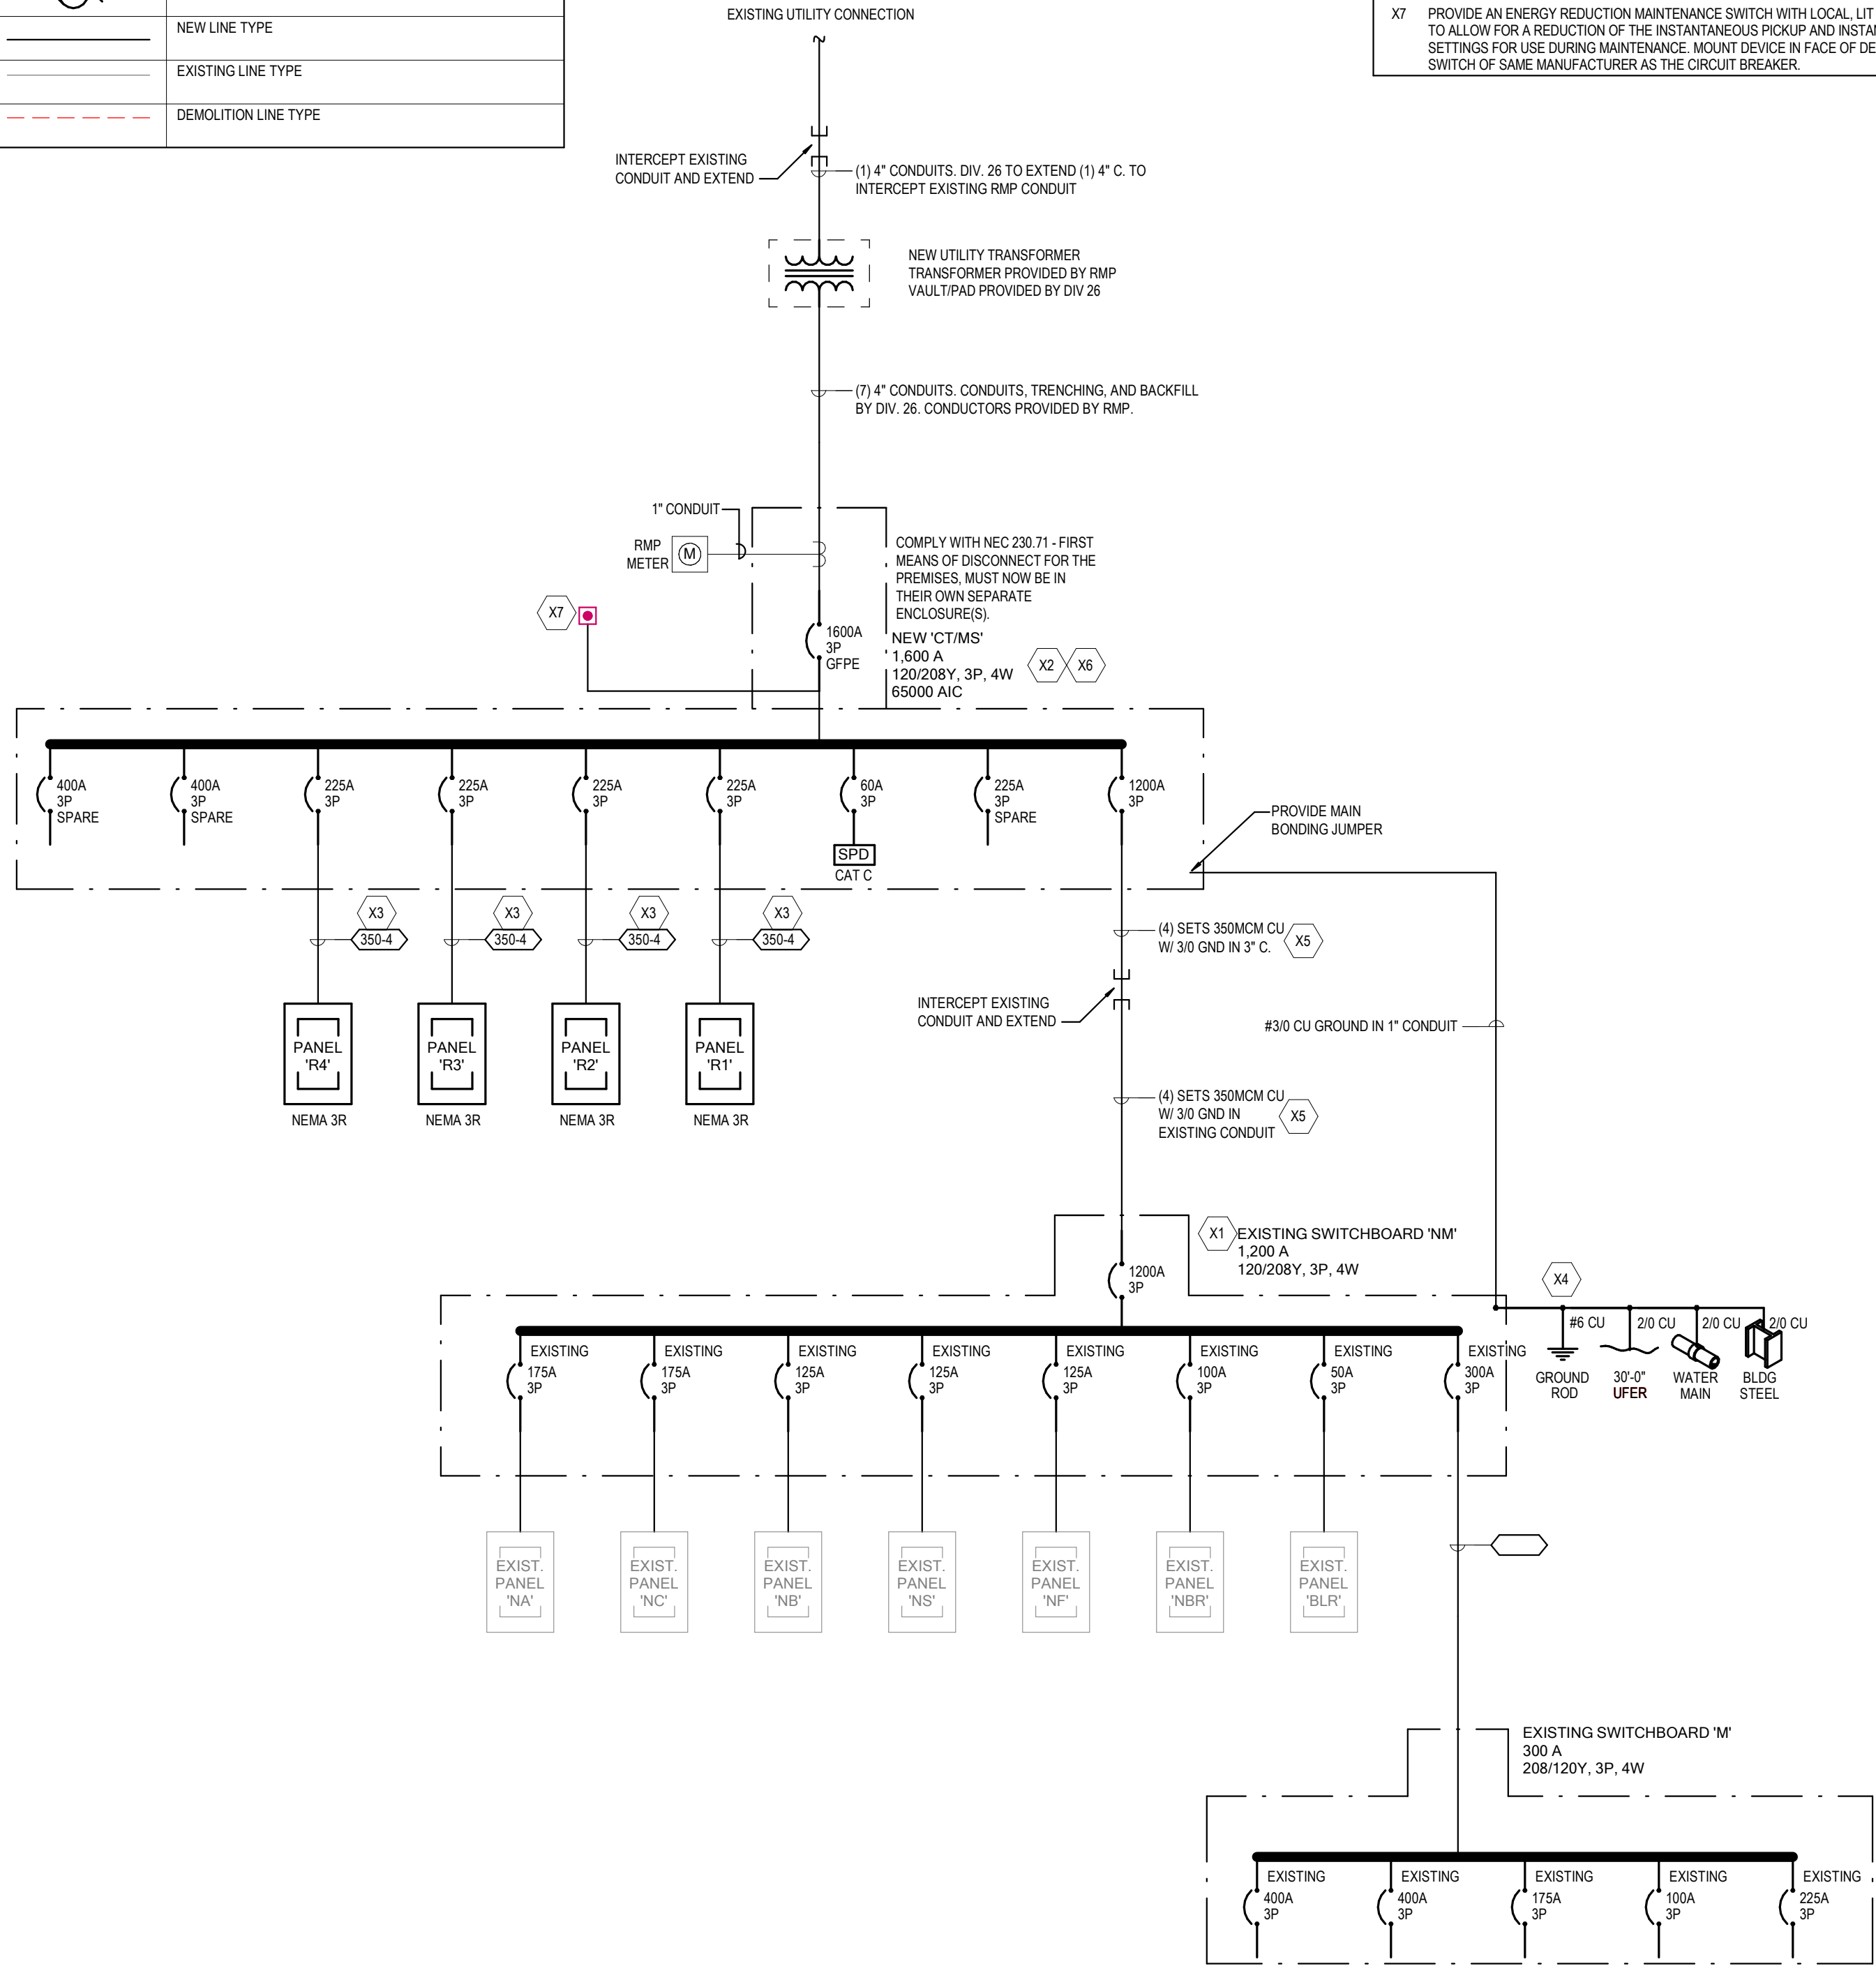 NEW LINE TYPE
EXISTING LINE TYPE
DEMOLITION LINE TYPE
EXISTING UTILITY CONNECTION
X7 PROVIDE AN ENERGY REDUCTION MAINTENANCE SWITCH WITH LOCAL, LIT
TO ALLOW FOR A REDUCTION OF THE INSTANTANEOUS PICKUP AND
SETTINGS FOR USE DURING MAINTENANCE. MOUNT DEVICE IN FACE OF
SWITCH OF SAME MANUFACTURER AS THE CIRCUIT BREAKER.
INTERCEPT EXISTING
CONDUIT AND EXTEND
(1) 4" CONDUITS. DIV. 26 TO EXTEND (1) 4" C. TO
INTERCEPT EXISTING RMP CONDUIT
NEW UTILITY TRANSFORMER
TRANSFORMER PROVIDED BY RMP
VAULT/PAD PROVIDED BY DIV 26
(7) 4" CONDUITS. CONDUITS, TRENCHING, AND BACKFILL
BY DIV. 26. CONDUCTORS PROVIDED BY RMP.
1" CONDUIT
RMP
METER
M
COMPLY WITH NEC 230.71 - FIRST
MEANS OF DISCONNECT FOR THE
PREMISES, MUST NOW BE IN
THEIR OWN SEPARATE
ENCLOSURE(S).
X7
1600A
3P
GFPE
NEW 'CT/MS'
1,600 A
120/208Y, 3P, 4W
65000 AIC
X2 X6
400A
3P
SPARE
400A
3P
SPARE
225A
3P
225A
3P
225A
3P
225A
3P
60A
3P
SPD
CAT C
225A
3P
SPARE
1200A
3P
PROVIDE MAIN
BONDING JUMPER
X3
350-4
X3
350-4
X3
350-4
X3
350-4
(4) SETS 350MCM CU
W/ 3/0 GND IN 3" C.
X5
INTERCEPT EXISTING
CONDUIT AND EXTEND
#3/0 CU GROUND IN 1" CONDUIT
PANEL
'R4'
NEMA 3R
PANEL
'R3'
NEMA 3R
PANEL
'R2'
NEMA 3R
PANEL
'R1'
NEMA 3R
(4) SETS 350MCM CU
W/ 3/0 GND IN
EXISTING CONDUIT
X5
X1
EXISTING SWITCHBOARD 'NM'
1,200 A
120/208Y, 3P, 4W
1200A
3P
X4
#6 CU
2/0 CU
2/0 CU
2/0 CU
GROUND
ROD
30'-0"
UFER
WATER
MAIN
BLDG
STEEL
EXISTING
175A
3P
EXISTING
175A
3P
EXISTING
125A
3P
EXISTING
125A
3P
EXISTING
125A
3P
EXISTING
100A
3P
EXISTING
50A
3P
EXISTING
300A
3P
EXIST.
PANEL
'NA'
EXIST.
PANEL
'NC'
EXIST.
PANEL
'NB'
EXIST.
PANEL
'NS'
EXIST.
PANEL
'NF'
EXIST.
PANEL
'NBR'
EXIST.
PANEL
'BLR'
EXISTING SWITCHBOARD 'M'
300 A
208/120Y, 3P, 4W
EXISTING
400A
3P
EXISTING
400A
3P
EXISTING
175A
3P
EXISTING
100A
3P
EXISTING
225A
3P